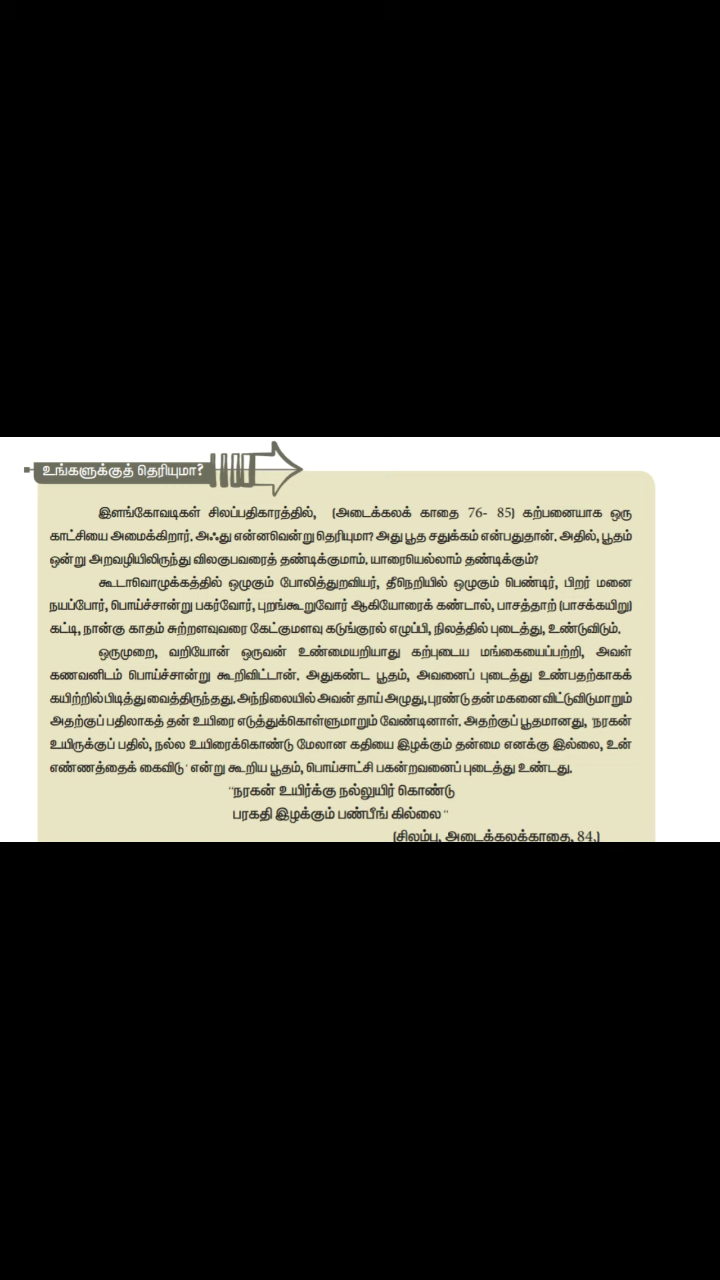 உங்களுக்குத் தெரியுமா?
இளங்கோவடிகள் சிலப்பதிகாரத்தில், (அடைக்கலக் காதை 76- 85) கற்பனையாக ஒரு
காட்சியை அமைக்கிறார். அஃது என்னவென்று தெரியுமா? அது பூத சதுக்கம் என்பதுதான். அதில், பூதம்
ஒன்று அறவழியிலிருந்து விலகுபவரைத் தண்டிக்குமாம். யாரையெல்லாம் தண்டிக்கும்?
கூடாவொழுக்கத்தில் ஒழுகும் போலித்துறவியர், தீநெறியில் ஒழுகும் பெண்டிர், பிறர் மனை
நயப்போர், பொய்ச்சான்று பகர்வோர், புறங்கூறுவோர் ஆகியோரைக் கண்டால், பாசத்தாற் (பாசக்கயிறு)
கட்டி, நான்கு காதம் சுற்றளவுவரை கேட்குமளவு கடுங்குரல் எழுப்பி, நிலத்தில் புடைத்து, உண்டுவிடும்.
ஒருமுறை, வறியோன் ஒருவன் உண்மையறியாது கற்புடைய மங்கையைப்பற்றி, அவள்
கணவனிடம் பொய்ச்சான்று கூறிவிட்டான். அதுகண்ட பூதம், அவனைப் புடைத்து உண்பதற்காகக்
கயிற்றில் பிடித்து வைத்திருந்தது. அந்நிலையில் அவன் தாய் அழுது, புரண்டு தன் மகனை விட்டுவிடுமாறும்
அதற்குப் பதிலாகத் தன் உயிரை எடுத்துக்கொள்ளுமாறும் வேண்டினாள். அதற்குப் பூதமானது, 'நரகன்
உயிருக்குப் பதில், நல்ல உயிரைக்கொண்டு மேலான கதியை இழக்கும் தன்மை எனக்கு இல்லை, உன்
எண்ணத்தைக் கைவிடு' என்று கூறிய பூதம், பொய்சாட்சி பகன்றவனைப் புடைத்து உண்டது.
"நரகன் உயிர்க்கு நல்லுயிர் கொண்டு
பரகதி இழக்கும் பண்பீங் கில்லை"
(சிலம்பு, அடைக்கலக்காதை, 84.)